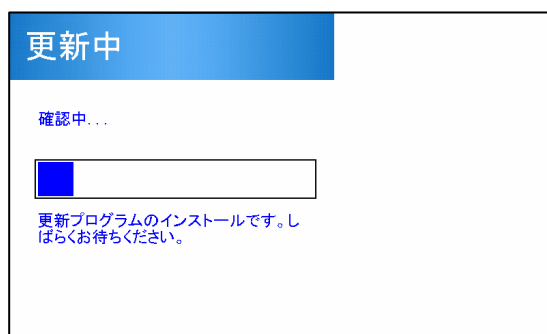 更新中
確認中...
更新プログラムのインストールです。し
ばらくお待ちください。